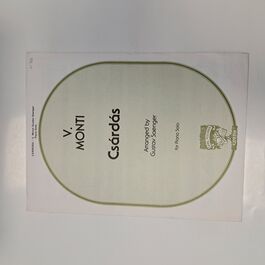 V.
MONTI
Csárdás
Arranged by
Gustav Saenger
for Piano Solo